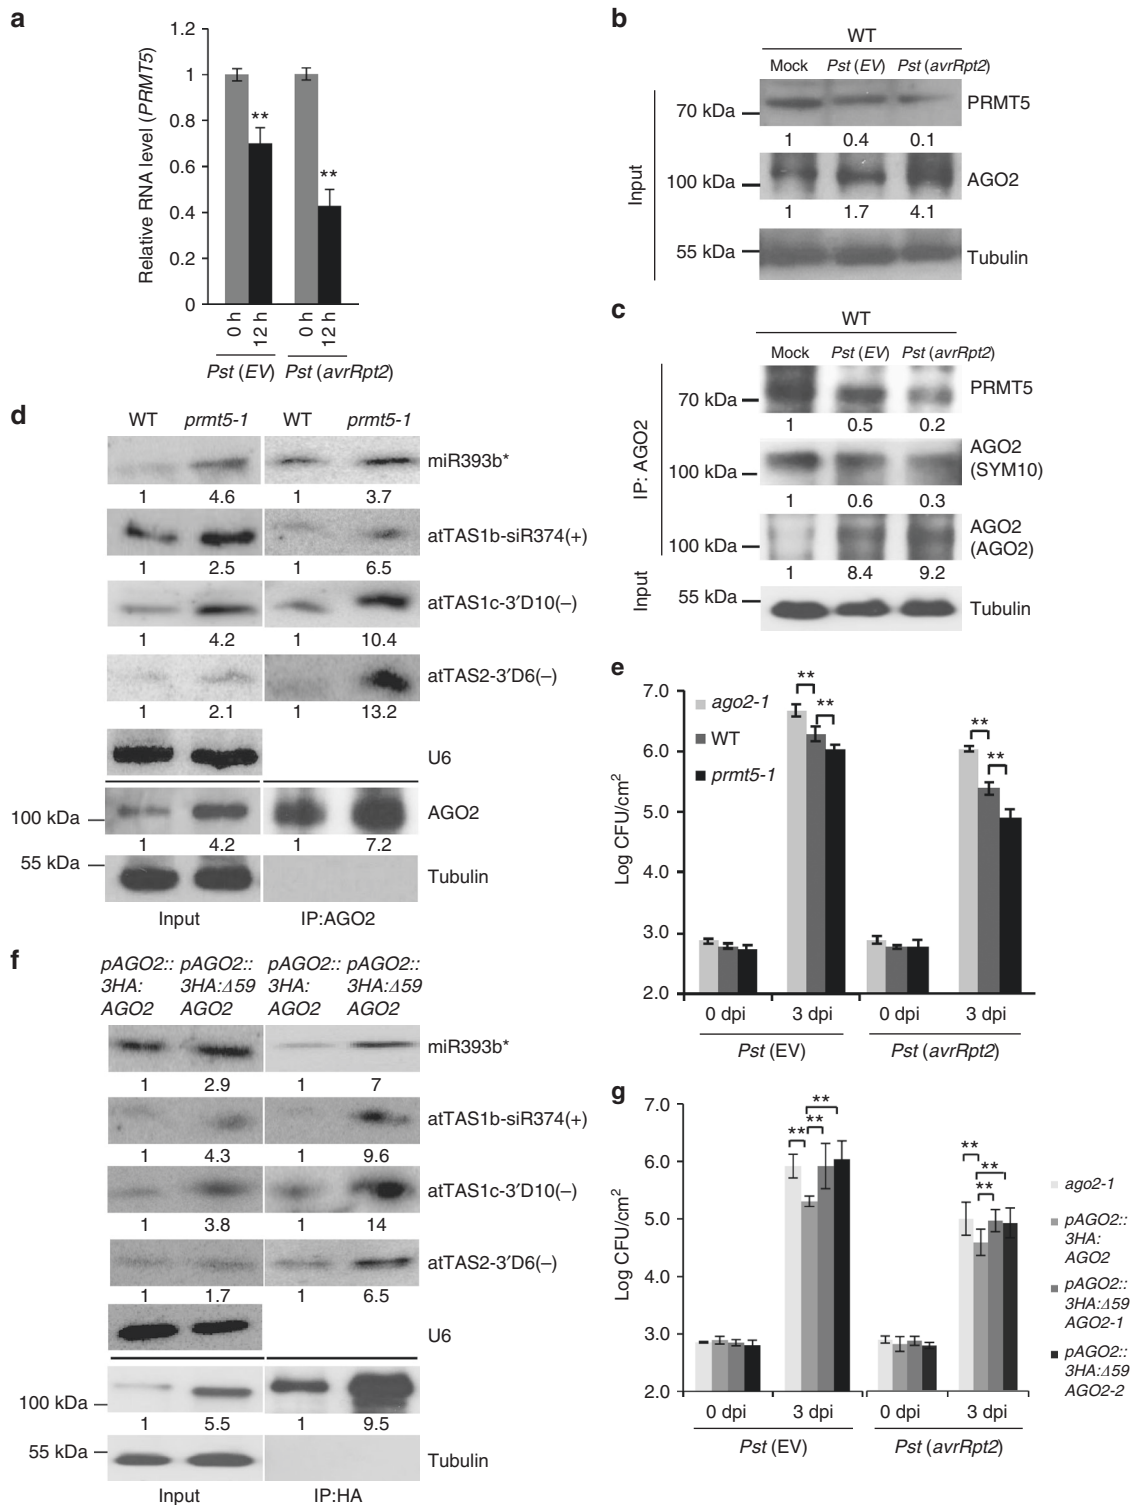 a
1.2
1
0.8
0.6
0.4
0.2
0
Relative RNA level (PRMT5)
**
**
0 h
12 h
0 h
12 h
Pst (EV)
Pst (avrRpt2)
b
WT
Mock
Pst (EV)
Pst (avrRpt2)
Input
70 kDa
PRMT5
1
0.4
0.1
100 kDa
AGO2
1
1.7
4.1
55 kDa
Tubulin
c
WT
Mock
Pst (EV)
Pst (avrRpt2)
IP: AGO2
70 kDa
PRMT5
1
0.5
0.2
100 kDa
AGO2
(SYM10)
1
0.6
0.3
100 kDa
AGO2
(AGO2)
1
8.4
9.2
Input
55 kDa
Tubulin
d
WT
prmt5-1
WT
prmt5-1
miR393b*
1
4.6
1
3.7
atTAS1b-siR374(+)
1
2.5
1
6.5
atTAS1c-3′D10(–)
1
4.2
1
10.4
atTAS2-3′D6(–)
1
2.1
1
13.2
U6
100 kDa
AGO2
1
4.2
1
7.2
55 kDa
Tubulin
Input
IP:AGO2
e
7.0
6.0
5.0
4.0
3.0
2.0
Log CFU/cm2
ago2-1
WT
prmt5-1
**
**
**
**
0 dpi
3 dpi
0 dpi
3 dpi
Pst (EV)
Pst (avrRpt2)
f
pAGO2::
3HA:
AGO2
pAGO2::
3HA:Δ59
AGO2
pAGO2::
3HA:
AGO2
pAGO2::
3HA:Δ59
AGO2
miR393b*
1
2.9
1
7
atTAS1b-siR374(+)
1
4.3
1
9.6
atTAS1c-3′D10(–)
1
3.8
1
14
atTAS2-3′D6(–)
1
1.7
1
6.5
U6
100 kDa
1
5.5
1
9.5
55 kDa
Tubulin
Input
IP:HA
g
7.0
6.0
5.0
4.0
3.0
2.0
Log CFU/cm2
**
**
**
**
**
**
0 dpi
3 dpi
0 dpi
3 dpi
Pst (EV)
Pst (avrRpt2)
ago2-1
pAGO2::
3HA:
AGO2
pAGO2::
3HA:Δ59
AGO2-1
pAGO2::
3HA:Δ59
AGO2-2